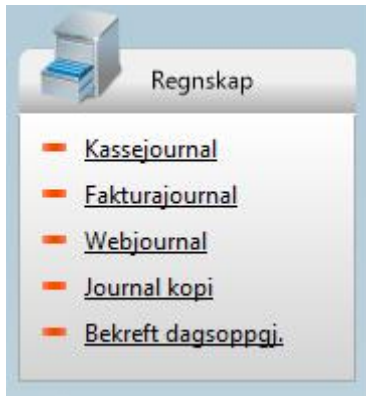 Regnskap
Kassejournal
Fakturajournal
Webjournal
Journal kopi
Bekreft dagsoppgj.